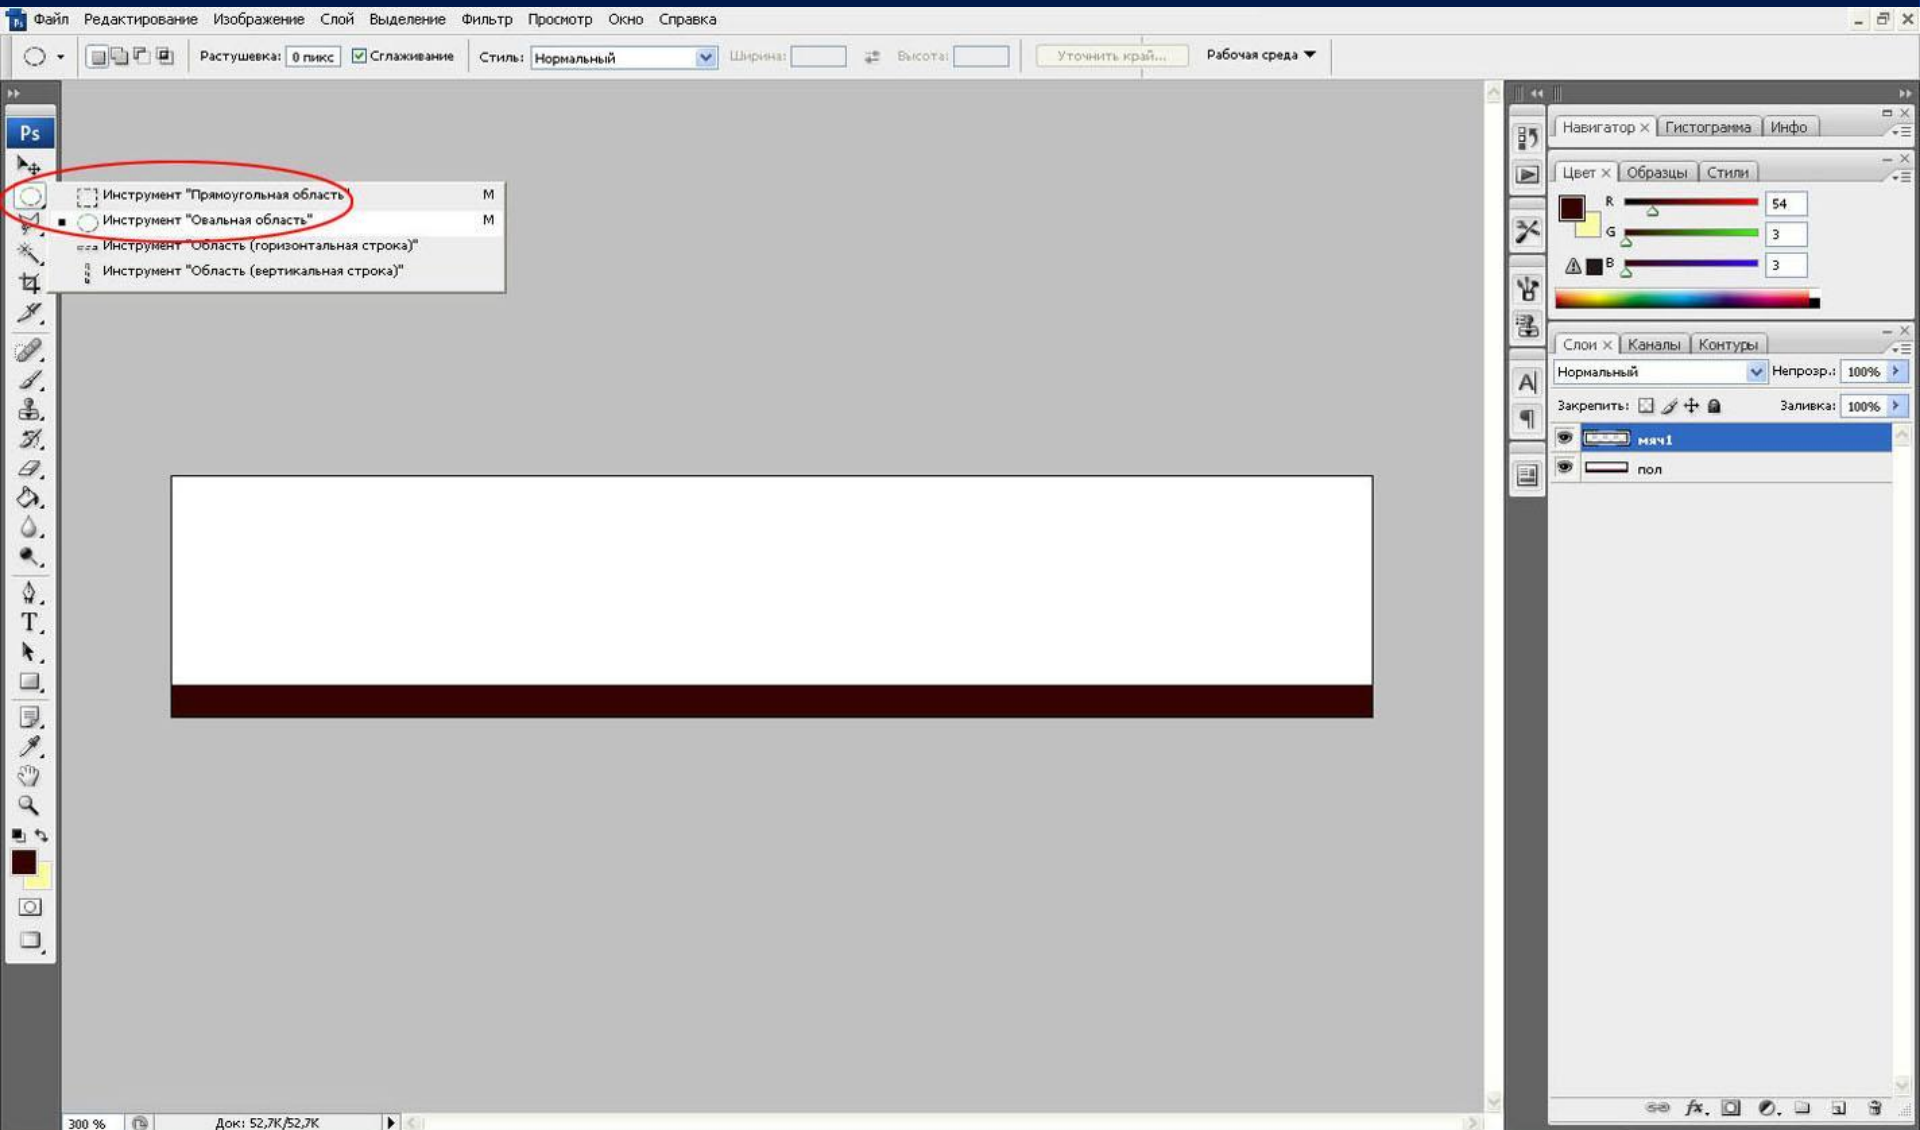 Файл Редактирование Изображение Слой Выделение Фильтр Просмотр Окно Справка
Растушевка: 0 пикс Сглаживание Стиль: Нормальный Ширина: Высота: Уточнить край... Рабочая среда
Ps
Навигатор × Гистограмма Инфо
Инструмент "Прямоугольная область" M
Инструмент "Овальная область" M
Инструмент "Область (горизонтальная строка)"
Инструмент "Область (вертикальная строка)"
Цвет × Образцы Стили
R 54
G 3
B 3
Слои × Каналы Контуры
Нормальный Непрозр.: 100%
Закрепить: Заливка: 100%
мяч1
пол
300 % Док: 52,7K/52,7K